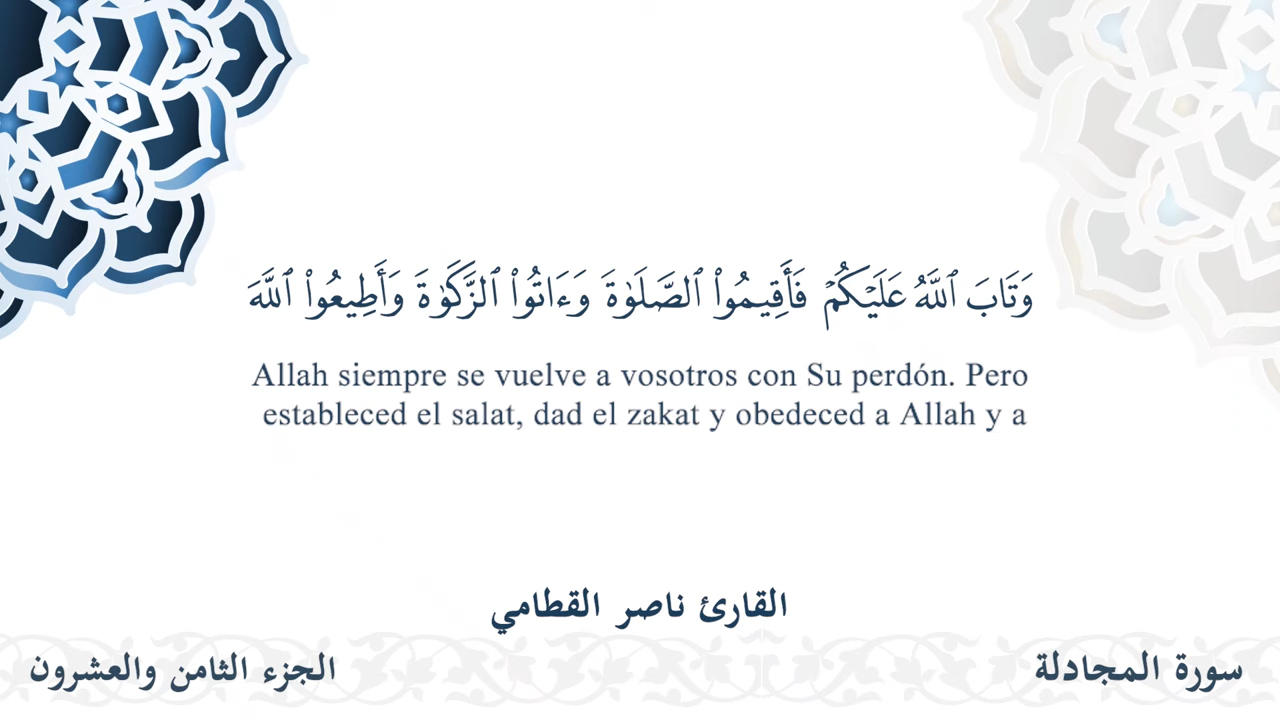 وَتَابَ ٱللَّهُ عَلَيْكُمْ فَأَقِيمُوا۟ ٱلصَّلَوٰةَ وَءَاتُوا۟ ٱلزَّكَوٰةَ وَأَطِيعُوا۟ ٱللَّهَ
Allah siempre se vuelve a vosotros con Su perdón. Pero
estableced el salat, dad el zakat y obedeced a Allah y a
القارئ ناصر القطامي
سورة المجادلة
الجزء الثامن والعشرون